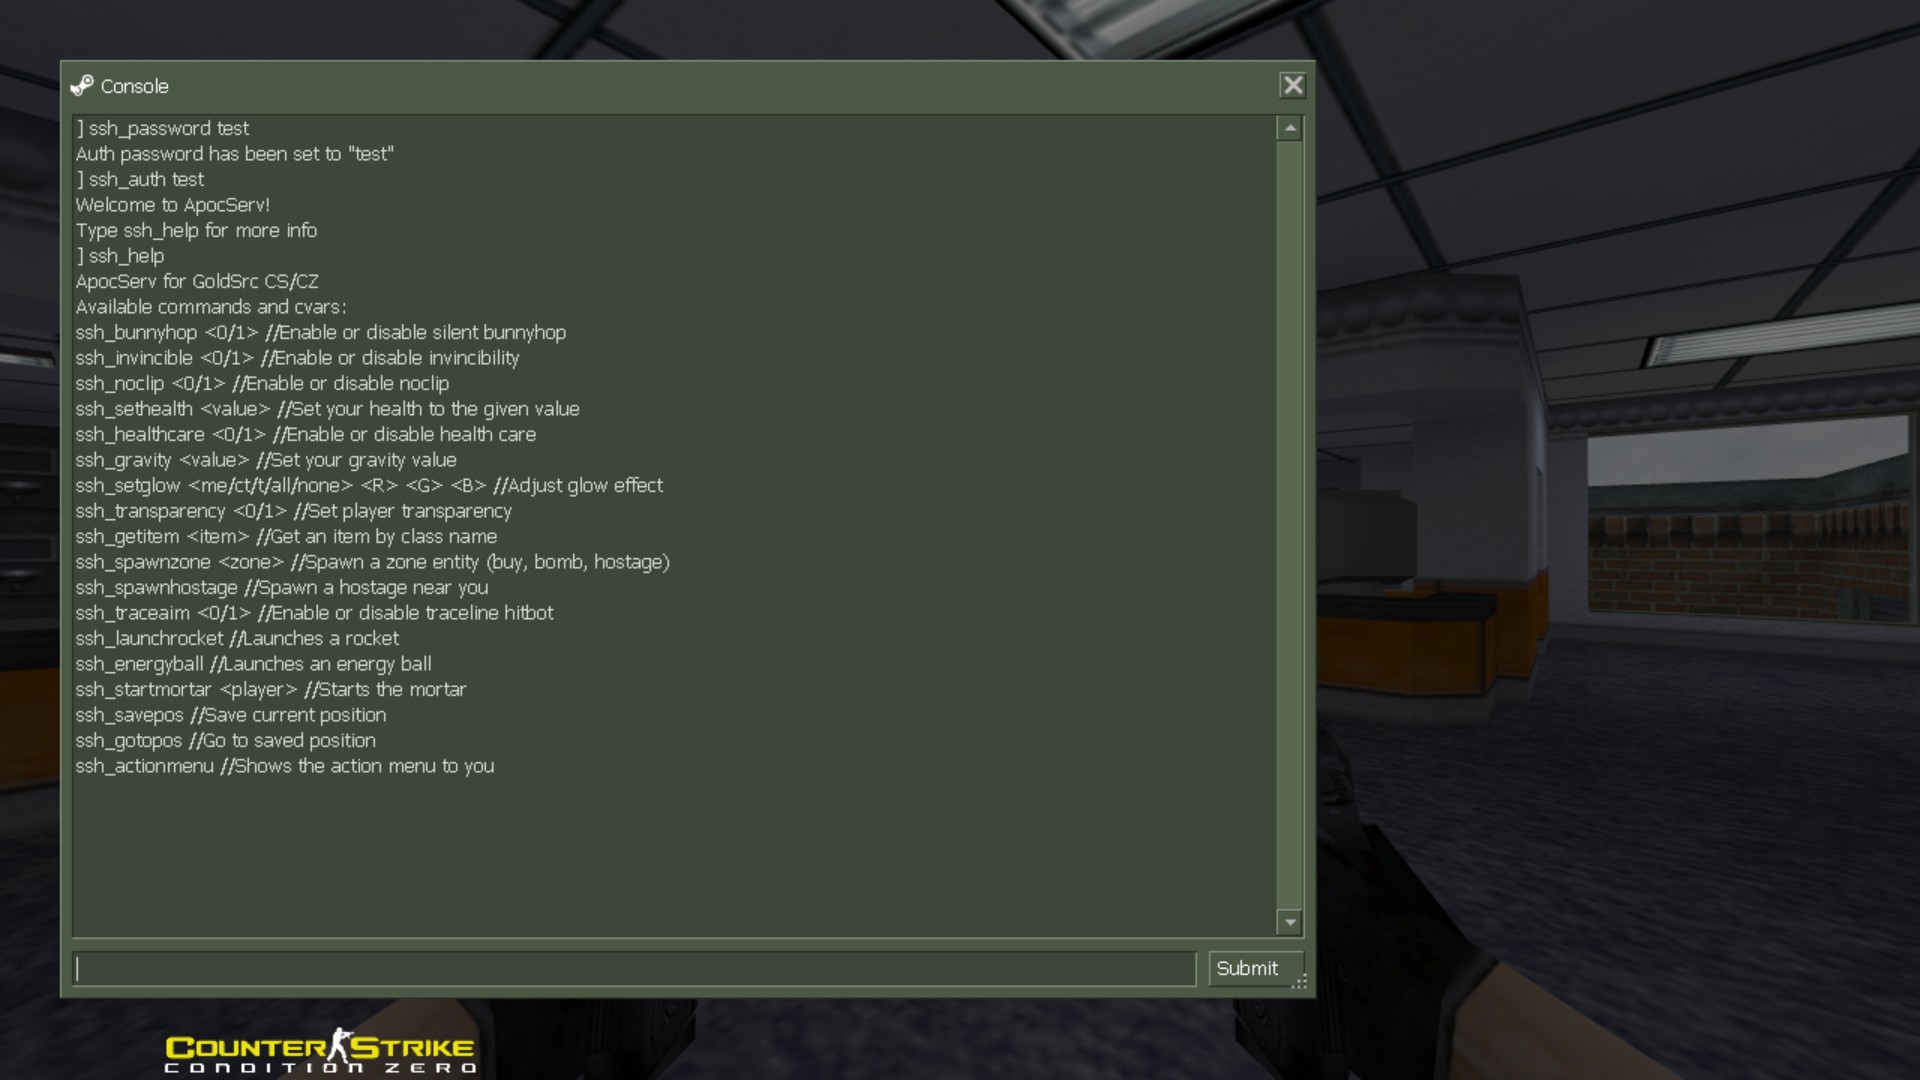 Console
] ssh_password test
Auth password has been set to "test"
] ssh_auth test
Welcome to ApocServ!
Type ssh_help for more info
] ssh_help
ApocServ for GoldSrc CS/CZ
Available commands and cvars:
ssh_bunnyhop <0/1> //Enable or disable silent bunnyhop
ssh_invincible <0/1> //Enable or disable invincibility
ssh_noclip <0/1> //Enable or disable noclip
ssh_sethealth <value> //Set your health to the given value
ssh_healthcare <0/1> //Enable or disable health care
ssh_gravity <value> //Set your gravity value
ssh_setglow <me/ct/t/all/none> <R> <G> <B> //Adjust glow effect
ssh_transparency <0/1> //Set player transparency
ssh_getitem <item> //Get an item by class name
ssh_spawnzone <zone> //Spawn a zone entity (buy, bomb, hostage)
ssh_spawnhostage //Spawn a hostage near you
ssh_traceaim <0/1> //Enable or disable traceline hitbot
ssh_launchrocket //Launches a rocket
ssh_energyball //Launches an energy ball
ssh_startmortar <player> //Starts the mortar
ssh_savepos //Save current position
ssh_gotopos //Go to saved position
ssh_actionmenu //Shows the action menu to you
Submit
COUNTER STRIKE
CONDITION ZERO